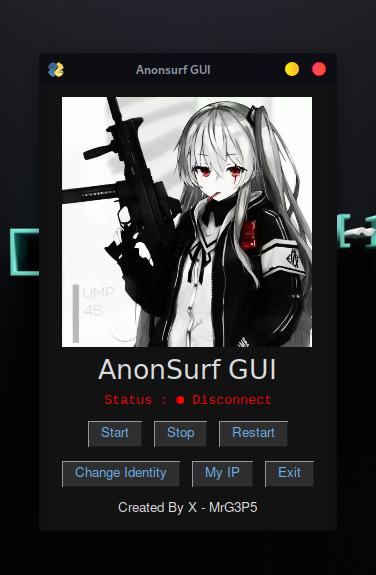 Anonsurf GUI
UMP
45
AnonSurf GUI
Status : ● Disconnect
Start Stop Restart
Change Identity My IP Exit
Created By X - MrG3P5